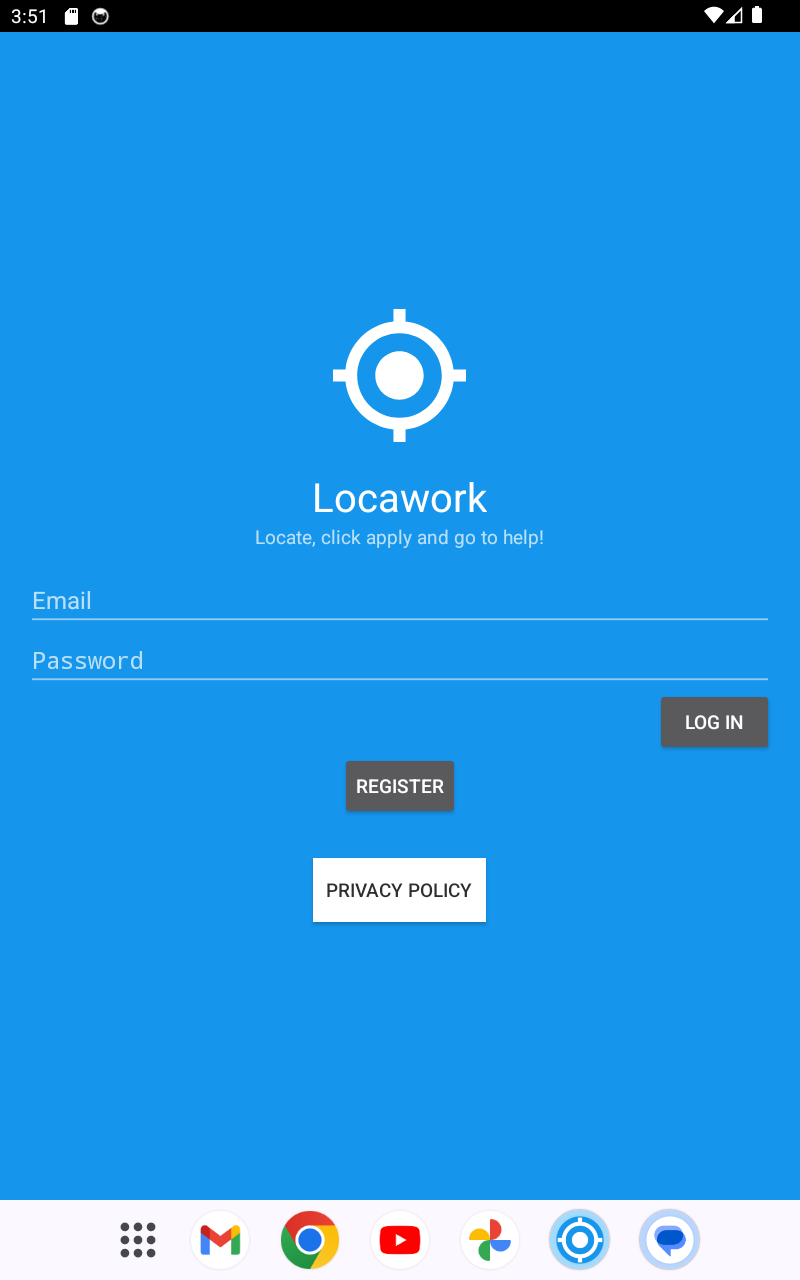 3:51
Locawork
Locate, click apply and go to help!
Email
Password
LOG IN
REGISTER
PRIVACY POLICY